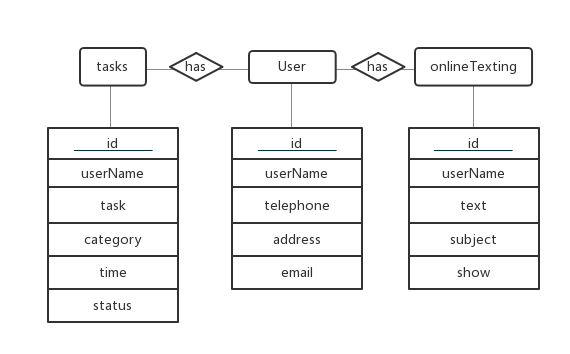 tasks
has
User
has
onlineTexting
id
userName
task
category
time
status
id
userName
telephone
address
email
id
userName
text
subject
show